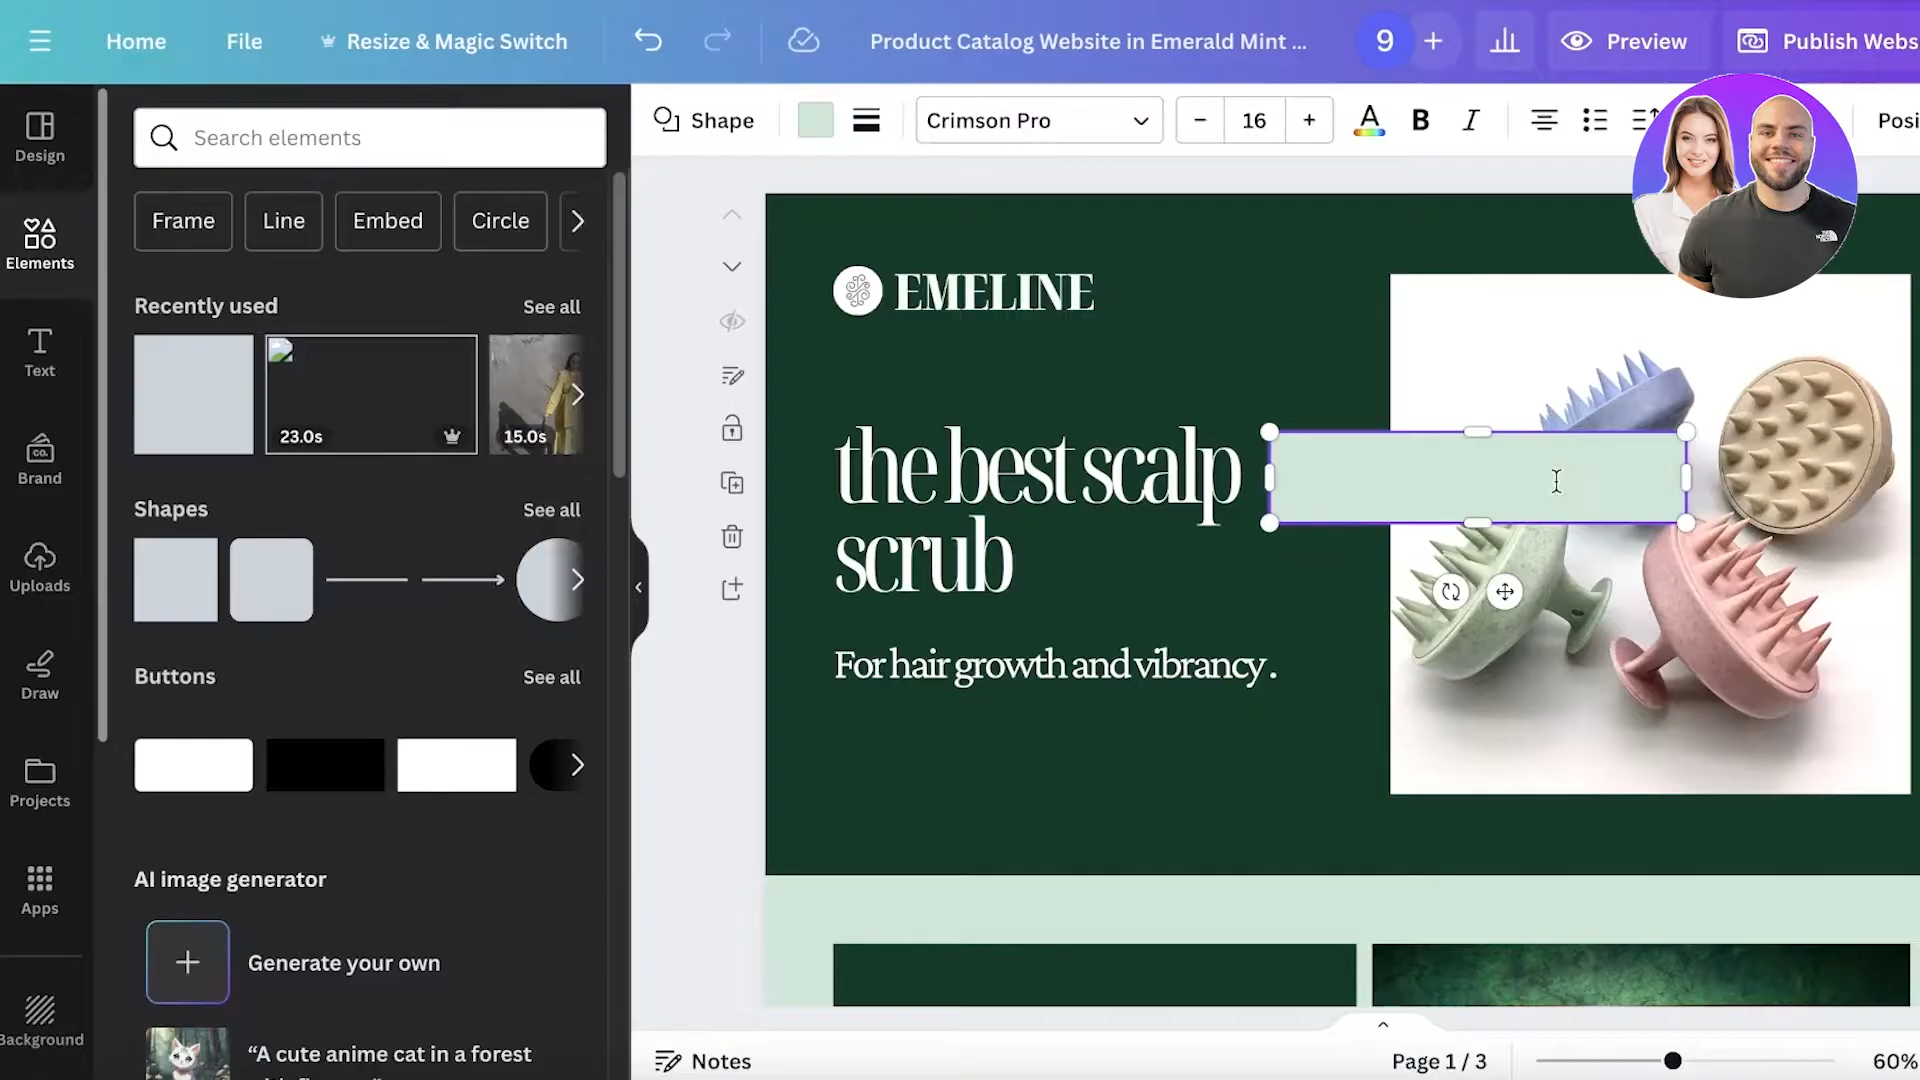 Home
File
Resize & Magic Switch
Product Catalog Website in Emerald Mint ...
9
+
Preview
Publish Webs
Design
Elements
Text
Brand
CO.
Uploads
Draw
Projects
Apps
Background
Search elements
Frame
Line
Embed
Circle
Recently used
See all
23.0s
15.0s
Shapes
See all
Buttons
See all
AI image generator
Generate your own
“A cute anime cat in a forest
Shape
Crimson Pro
− 16 +
A
B
I
Posi
EMELINE
the best scalp
scrub
For hair growth and vibrancy.
Notes
Page 1 / 3
60%